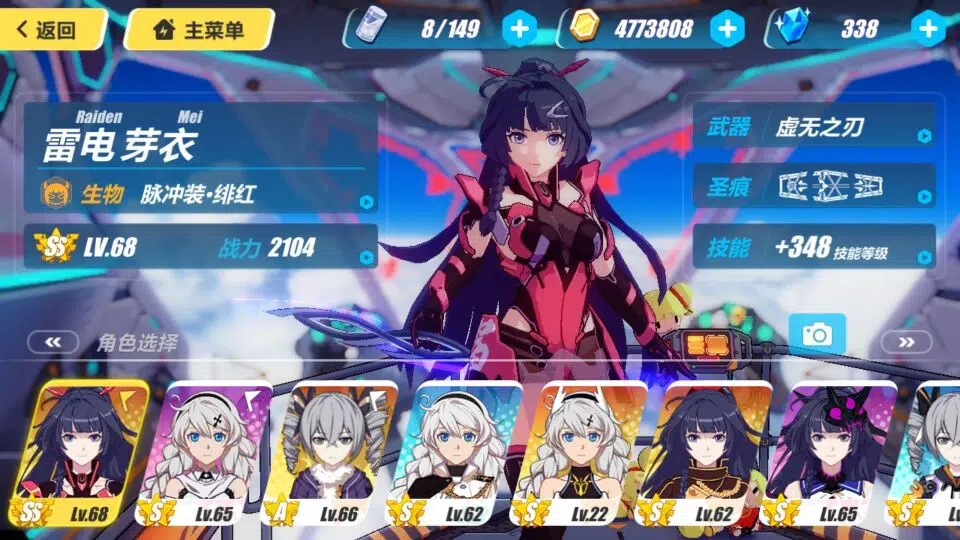 返回
主菜单
8/149
4773808
338
Raiden Mei
雷电 芽衣
生物 脉冲装·绯红
SS LV.68 战力 2104
武器 虚无之刃
圣痕
技能 +348 技能等级
角色选择
SS Lv.68
S Lv.65
A Lv.66
S Lv.62
S Lv.22
S Lv.62
S Lv.65
S